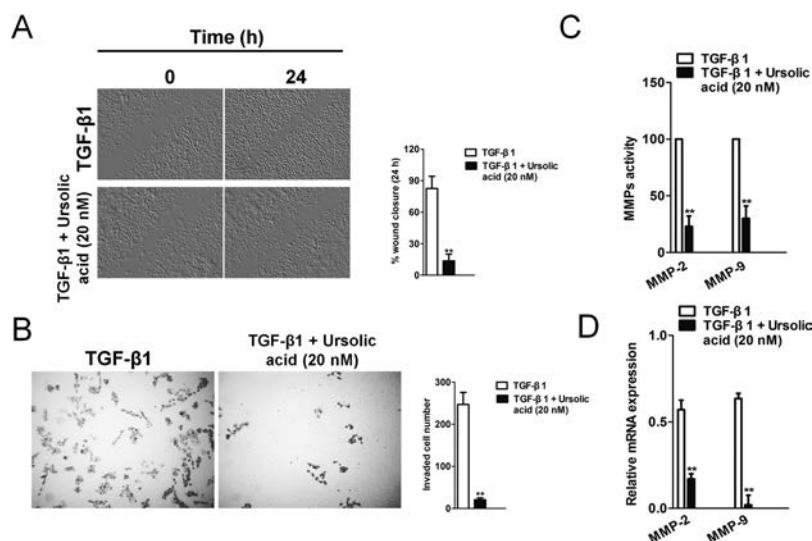 A
Time (h)
0
24
TGF-β1
TGF-β1 + Ursolic
acid (20 nM)
% wound closure (24 h)
120
90
60
30
0
TGF-β 1
TGF-β 1 + Ursolic
acid (20 nM)
**
B
TGF-β1
TGF-β1 + Ursolic
acid (20 nM)
Invaded cell number
300
200
100
0
TGF-β 1
TGF-β 1 + Ursolic
acid (20 nM)
**
C
TGF-β 1
TGF-β 1 + Ursolic
acid (20 nM)
MMPs activity
150
100
50
0
**
**
MMP-2
MMP-9
D
TGF-β 1
TGF-β 1 + Ursolic
acid (20 nM)
Relative mRNA expression
1.0
0.5
0.0
**
**
MMP-2
MMP-9